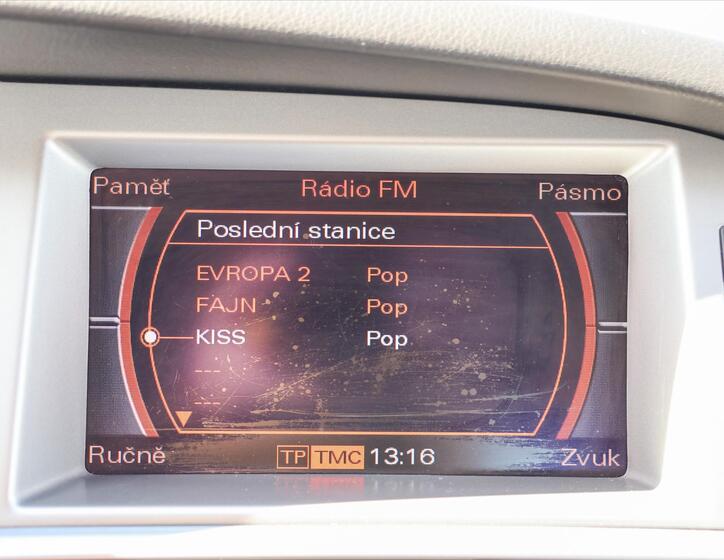 Paměť Rádio FM Pásmo
Poslední stanice
EVROPA 2 Pop
FAJN Pop
KISS Pop
---
---
Ručně TP TMC 13:16 Zvuk